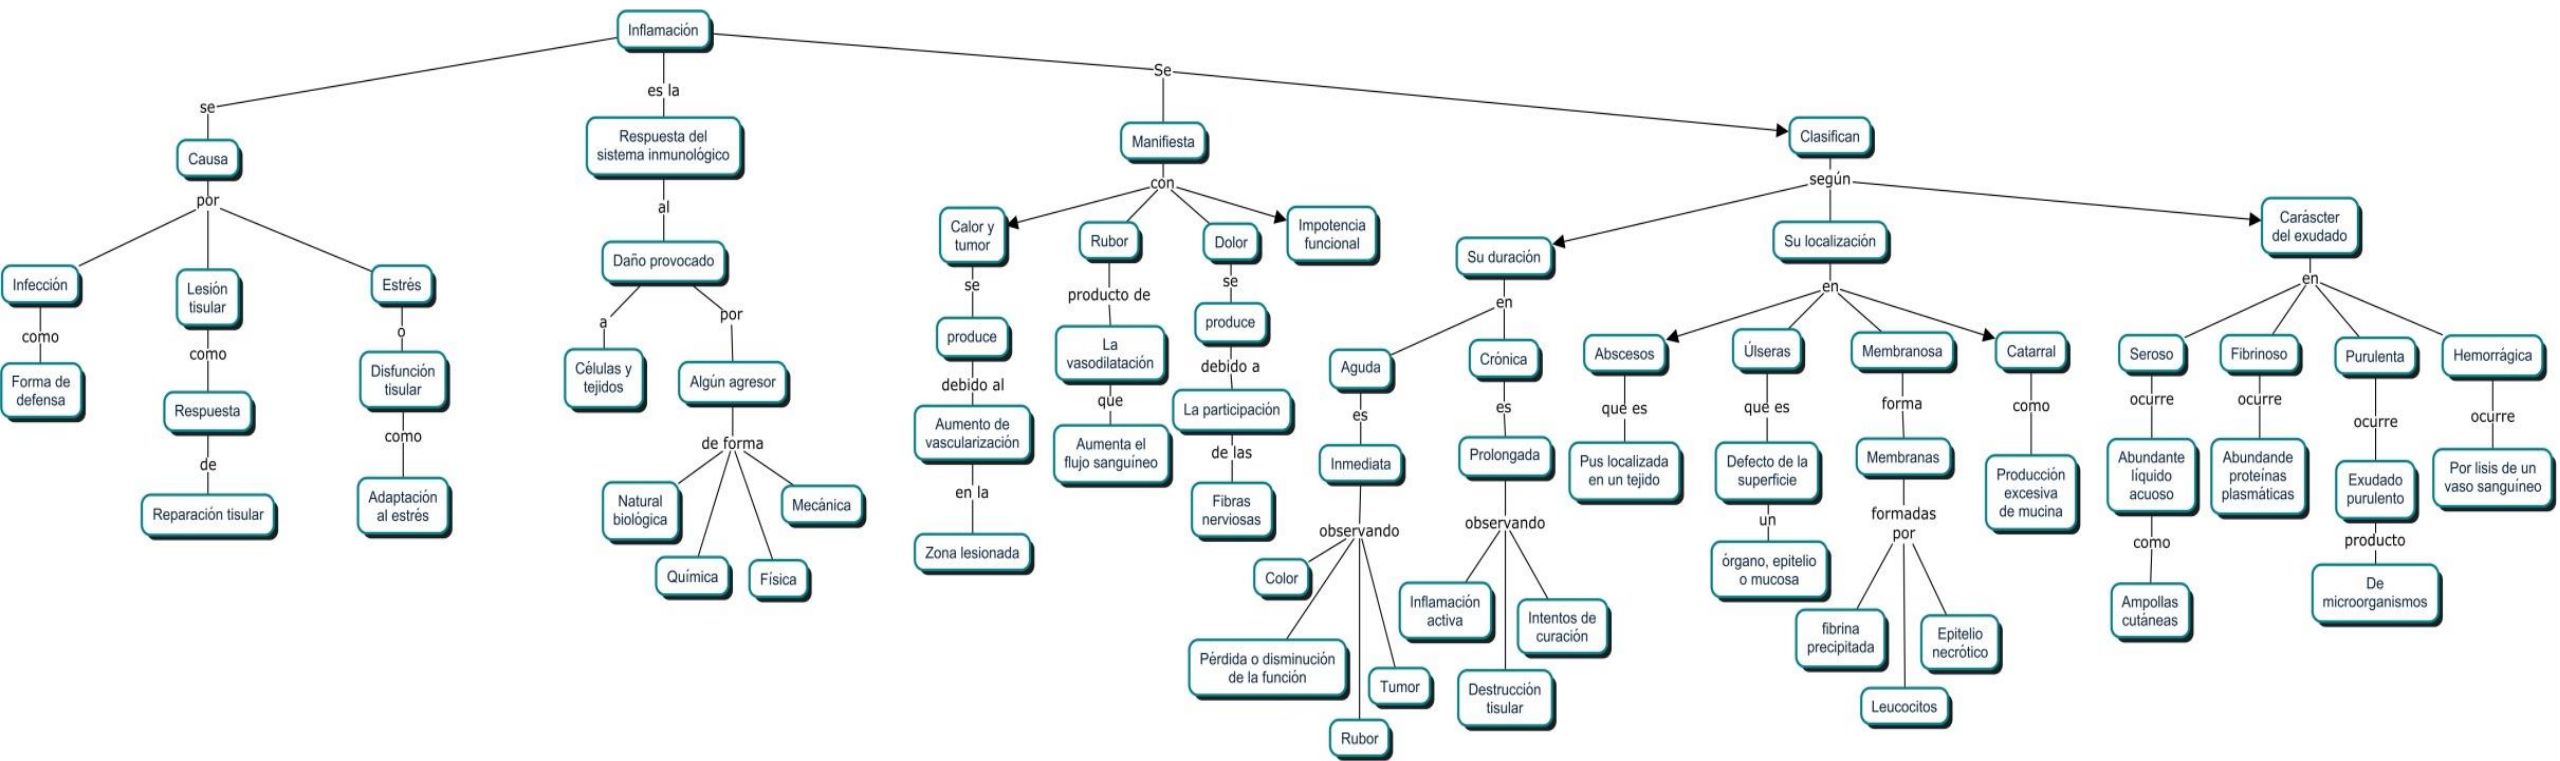 Inflamación
se
Causa
por
Infección
como
Forma de
defensa
Lesión
tisular
como
Respuesta
de
Reparación tisular
Estrés
o
Disfunción
tisular
como
Adaptación
al estrés
es la
Respuesta del
sistema inmunológico
al
Daño provocado
a
Células y
tejidos
por
Algún agresor
de forma
Natural
biológica
Química
Física
Mecánica
Se
Manifiesta
con
Calor y
tumor
se
produce
debido al
Aumento de
vascularización
en la
Zona lesionada
Rubor
producto de
La
vasodilatación
que
Aumenta el
flujo sanguíneo
Dolor
se
produce
debido a
La participación
de las
Fibras
nerviosas
Impotencia
funcional
Clasifican
según
Su duración
en
Aguda
es
Inmediata
observando
Color
Pérdida o disminución
de la función
Rubor
Tumor
Crónica
es
Prolongada
observando
Inflamación
activa
Destrucción
tisular
Intentos de
curación
Su localización
en
Abscesos
que es
Pus localizada
en un tejido
Úlseras
que es
Defecto de la
superficie
un
órgano, epitelio
o mucosa
Membranosa
forma
Membranas
formadas
por
fibrina
precipitada
Leucocitos
Epitelio
necrótico
Catarral
como
Producción
excesiva
de mucina
Caráscter
del exudado
en
Seroso
ocurre
Abundante
líquido
acuoso
como
Ampollas
cutáneas
Fibrinoso
ocurre
Abundande
proteínas
plasmáticas
Purulenta
ocurre
Exudado
purulento
producto
De
microorganismos
Hemorrágica
ocurre
Por lisis de un
vaso sanguíneo